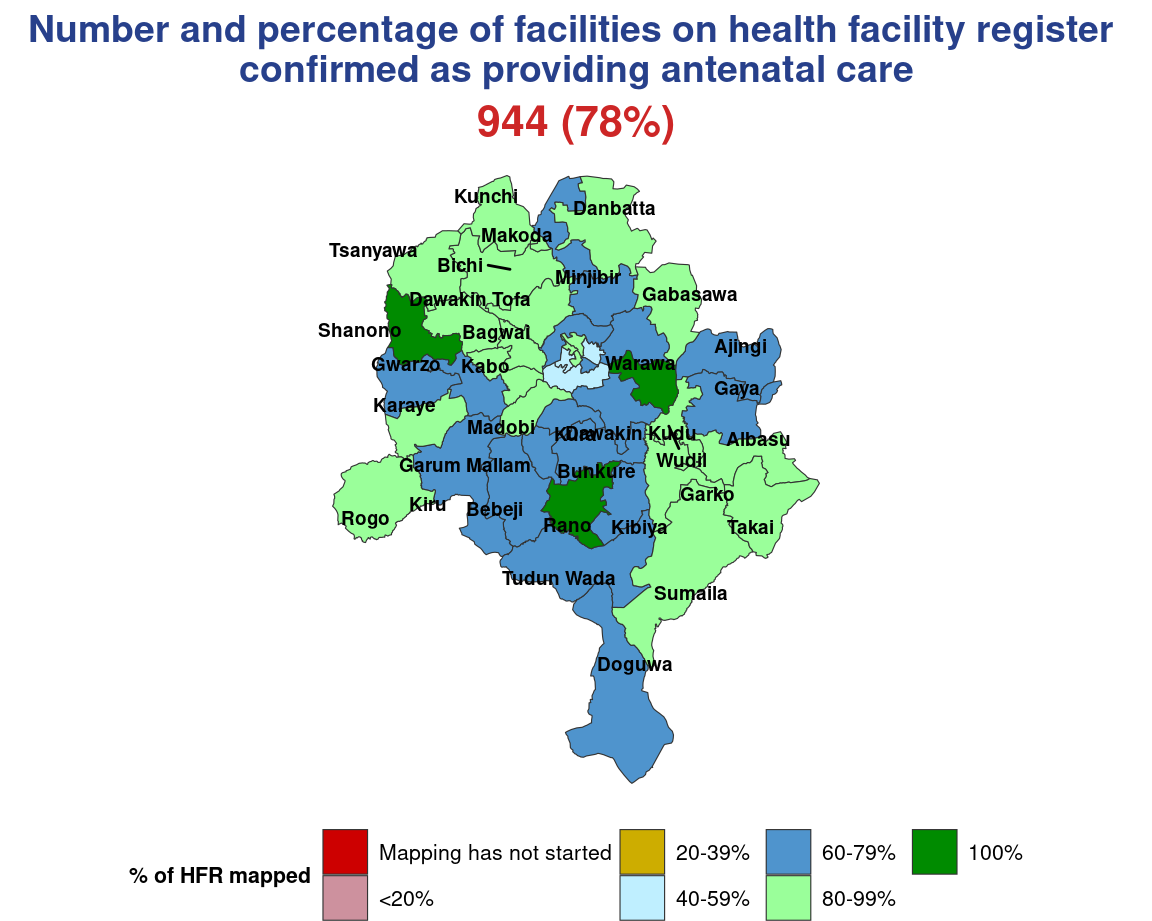 Number and percentage of facilities on health facility register
confirmed as providing antenatal care
944 (78%)
Kunchi
Danbatta
Makoda
Tsanyawa
Bichi
Minjibir
Gabasawa
Dawakin Tofa
Shanono
Bagwai
Ajingi
Gwarzo
Kabo
Warawa
Gaya
Karaye
Madobi
Kura
Dawakin Kudu
Albasu
Garum Mallam
Bunkure
Wudil
Kiru
Bebeji
Garko
Rogo
Rano
Kibiya
Takai
Tudun Wada
Sumaila
Doguwa
% of HFR mapped
Mapping has not started
<20%
20-39%
40-59%
60-79%
80-99%
100%